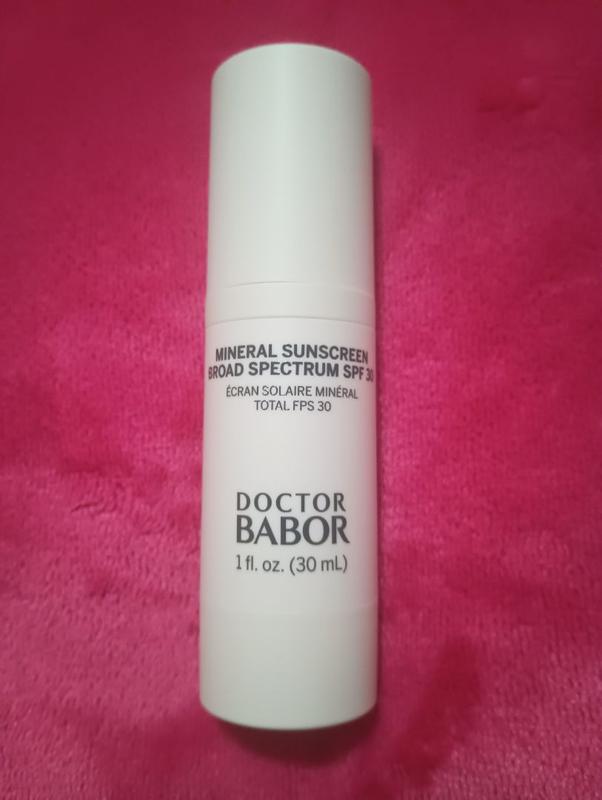 MINERAL SUNSCREEN
BROAD SPECTRUM SPF 30
ÉCRAN SOLAIRE MINÉRAL
TOTAL FPS 30
DOCTOR
BABOR
1 fl. oz. (30 mL)